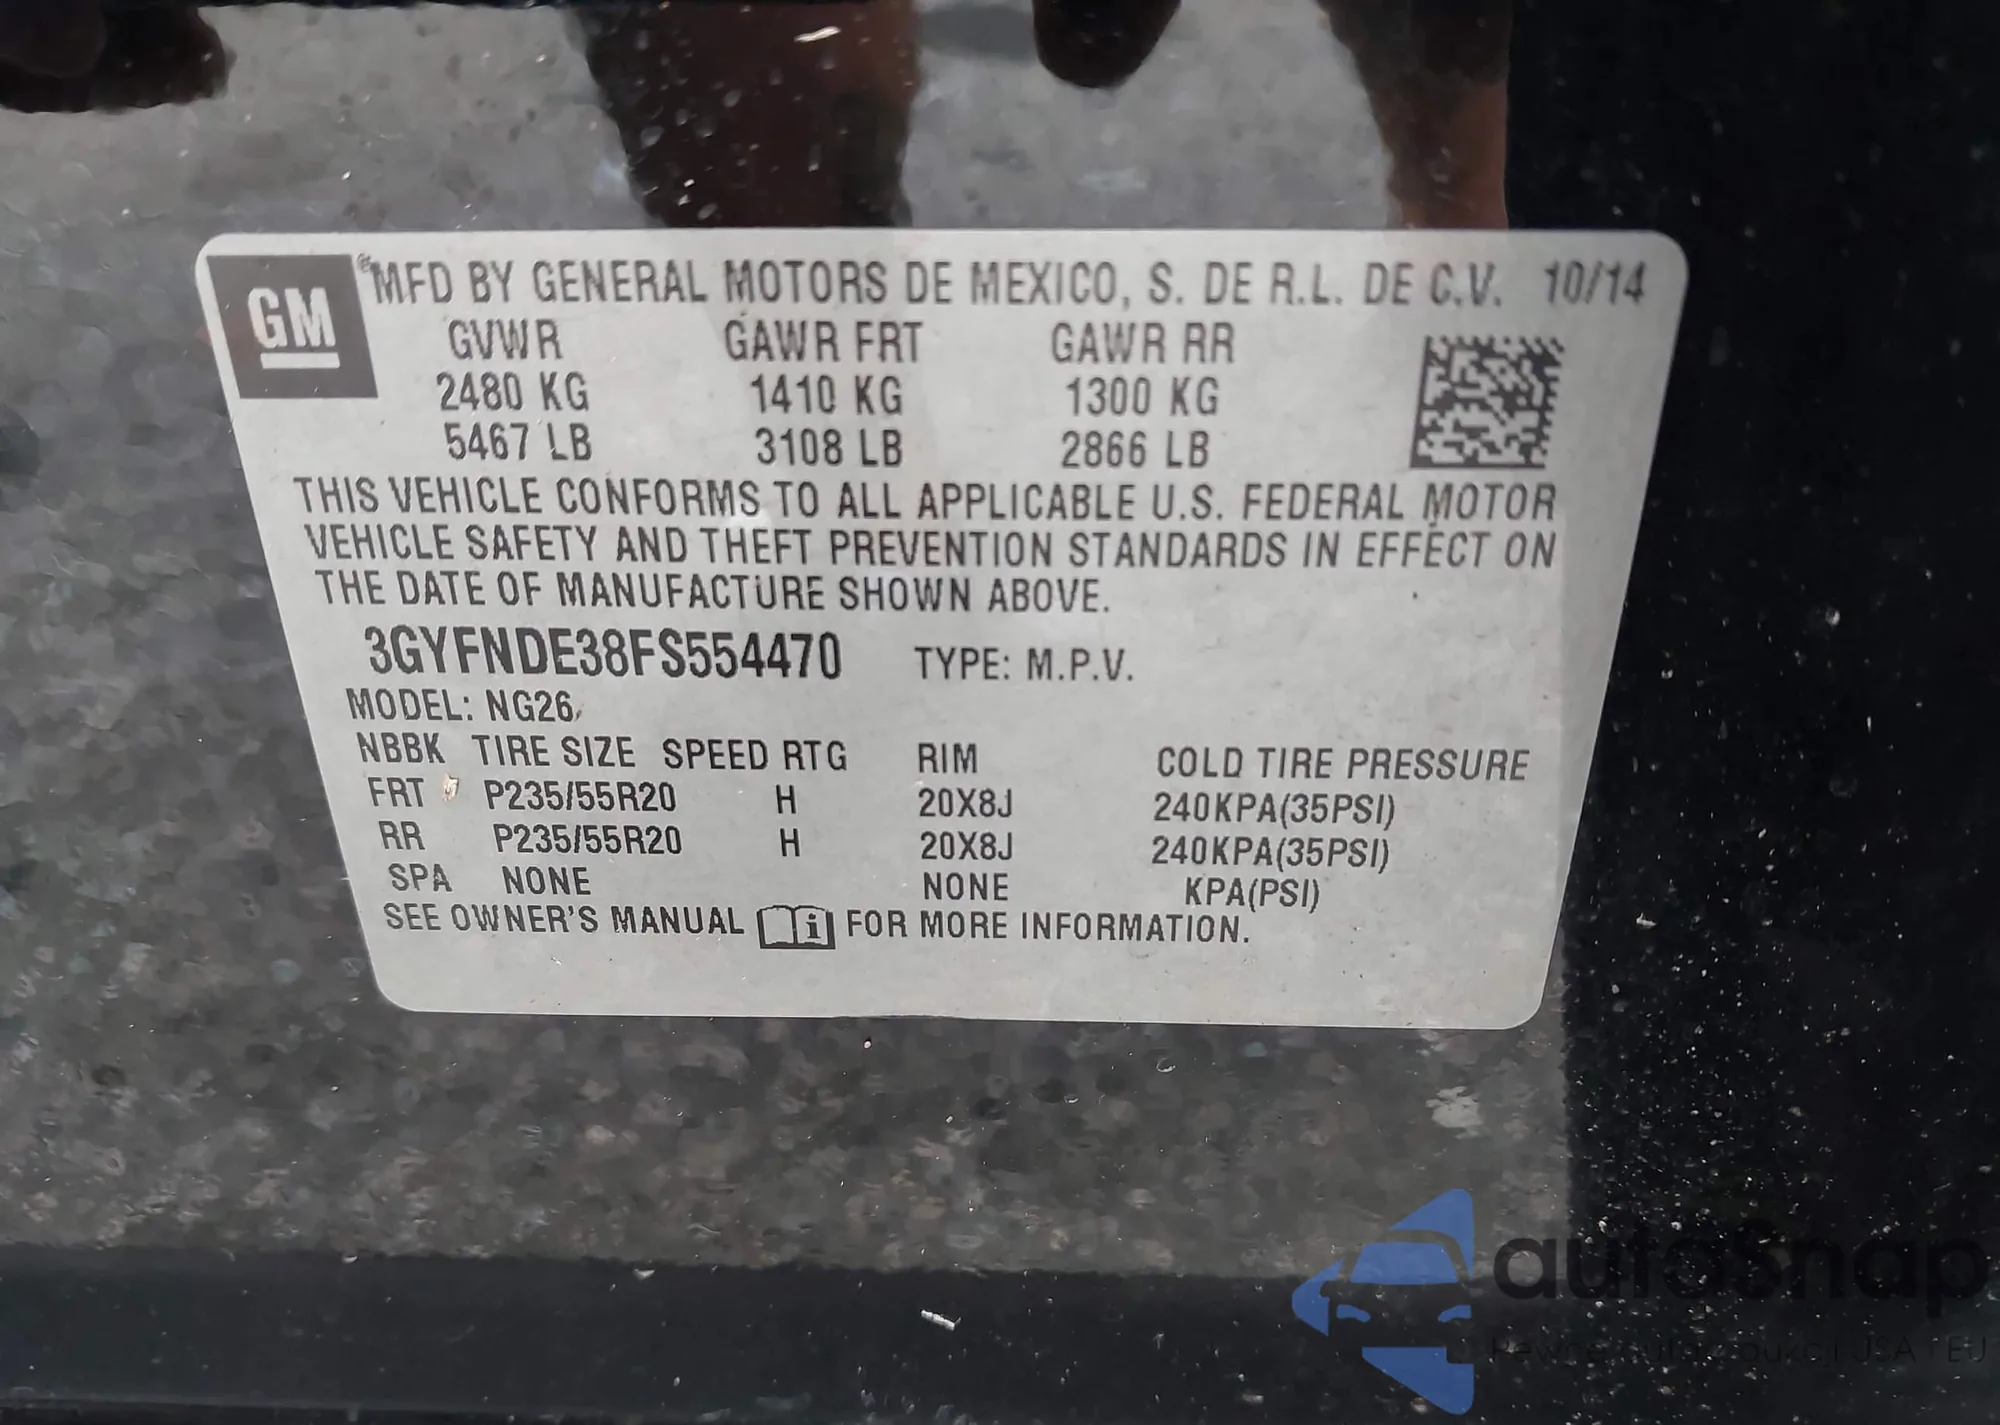 GM
®MFD BY GENERAL MOTORS DE MEXICO, S. DE R.L. DE C.V. 10/14
GVWR GAWR FRT GAWR RR
2480 KG 1410 KG 1300 KG
5467 LB 3108 LB 2866 LB
THIS VEHICLE CONFORMS TO ALL APPLICABLE U.S. FEDERAL MOTOR
VEHICLE SAFETY AND THEFT PREVENTION STANDARDS IN EFFECT ON
THE DATE OF MANUFACTURE SHOWN ABOVE.
3GYFNDE38FS554470 TYPE: M.P.V.
MODEL: NG26
NBBK TIRE SIZE SPEED RTG RIM COLD TIRE PRESSURE
FRT P235/55R20 H 20X8J 240KPA(35PSI)
RR P235/55R20 H 20X8J 240KPA(35PSI)
SPA NONE NONE KPA(PSI)
SEE OWNER'S MANUAL i FOR MORE INFORMATION.
autosnap
USA EU